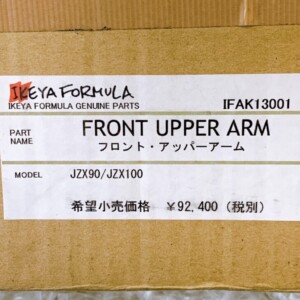 IKEYA FORMULA
IKEYA FORMULA GENUINE PARTS IFAK13001
PART NAME FRONT UPPER ARM
フロント・アッパーアーム
MODEL JZX90/JZX100
希望小売価格 ￥92,400（税別）